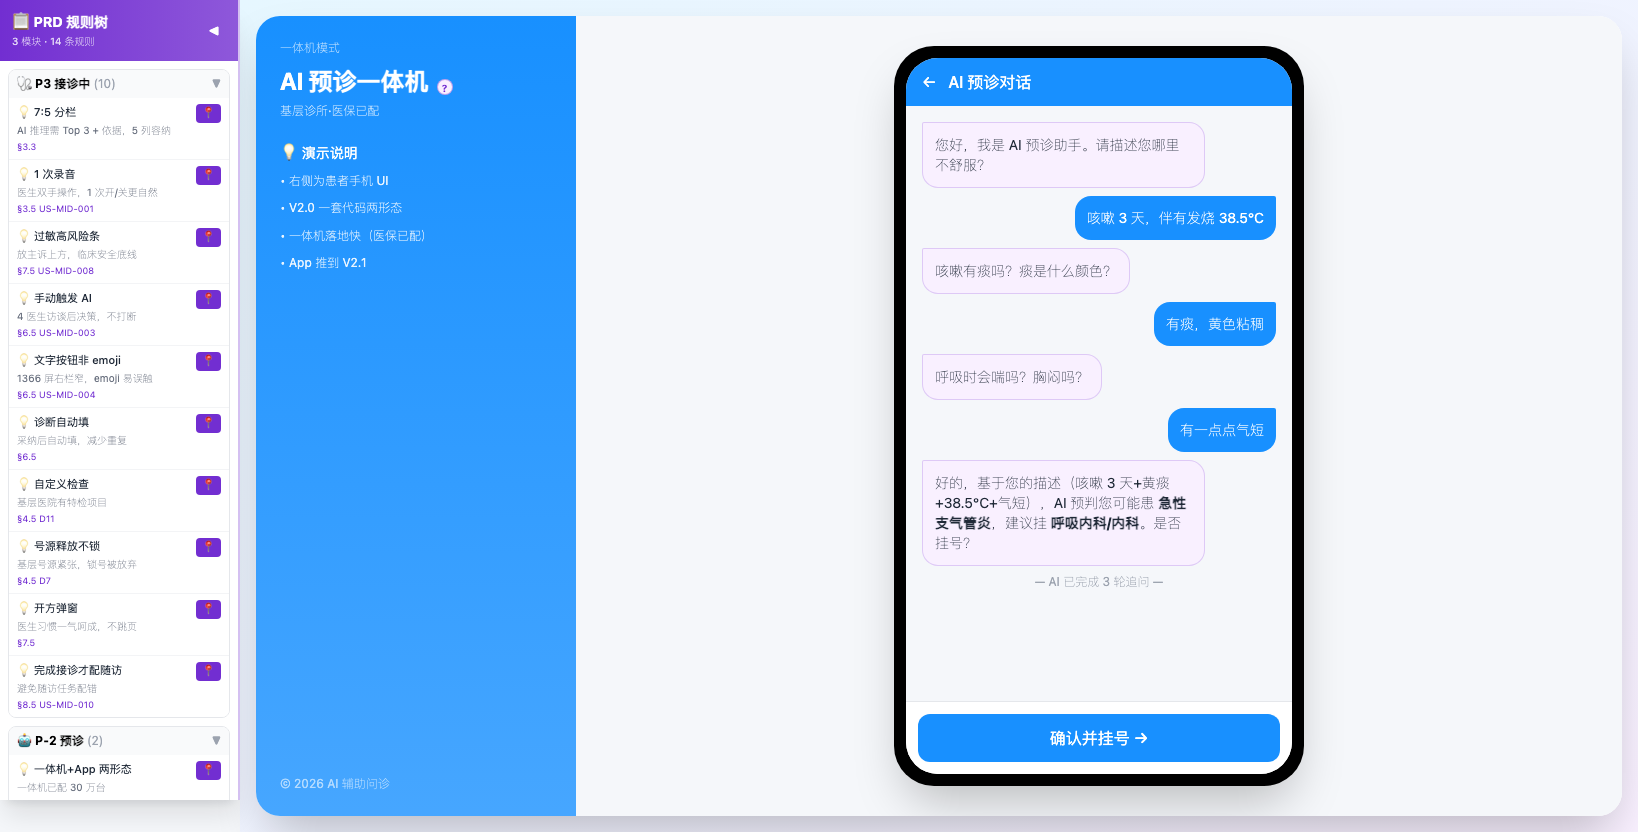 PRD 规则树
3 模块 · 14 条规则
P3 接诊中 (10)
7:5 分栏
AI 推理需 Top 3 + 依据，5 列容纳
§3.3
1 次录音
医生双手操作，1 次开/关更自然
§3.5 US-MID-001
过敏高风险条
放主诉上方，临床安全底线
§7.5 US-MID-008
手动触发 AI
4 医生访谈后决策，不打断
§6.5 US-MID-003
文字按钮非 emoji
1366 屏右栏窄，emoji 易误触
§6.5 US-MID-004
诊断自动填
采纳后自动填，减少重复
§6.5
自定义检查
基层医院有特检项目
§4.5 D11
号源释放不锁
基层号源紧张，锁号被放弃
§4.5 D7
开方弹窗
医生习惯一气呵成，不跳页
§7.5
完成接诊才配随访
避免随访任务配错
§8.5 US-MID-010
P-2 预诊 (2)
一体机+App 两形态
一体机已配 30 万台
一体机模式
AI 预诊一体机 ?
基层诊所·医保已配
演示说明
• 右侧为患者手机 UI
• V2.0 一套代码两形态
• 一体机落地快（医保已配）
• App 推到 V2.1
© 2026 AI 辅助问诊
← AI 预诊对话
您好，我是 AI 预诊助手。请描述您哪里
不舒服？
咳嗽 3 天，伴有发烧 38.5°C
咳嗽有痰吗？痰是什么颜色？
有痰，黄色粘稠
呼吸时会喘吗？胸闷吗？
有一点点气短
好的，基于您的描述（咳嗽 3 天+黄痰
+38.5°C+气短），AI 预判您可能患 急性
支气管炎，建议挂 呼吸内科/内科。是否
挂号？
— AI 已完成 3 轮追问 —
确认并挂号 →